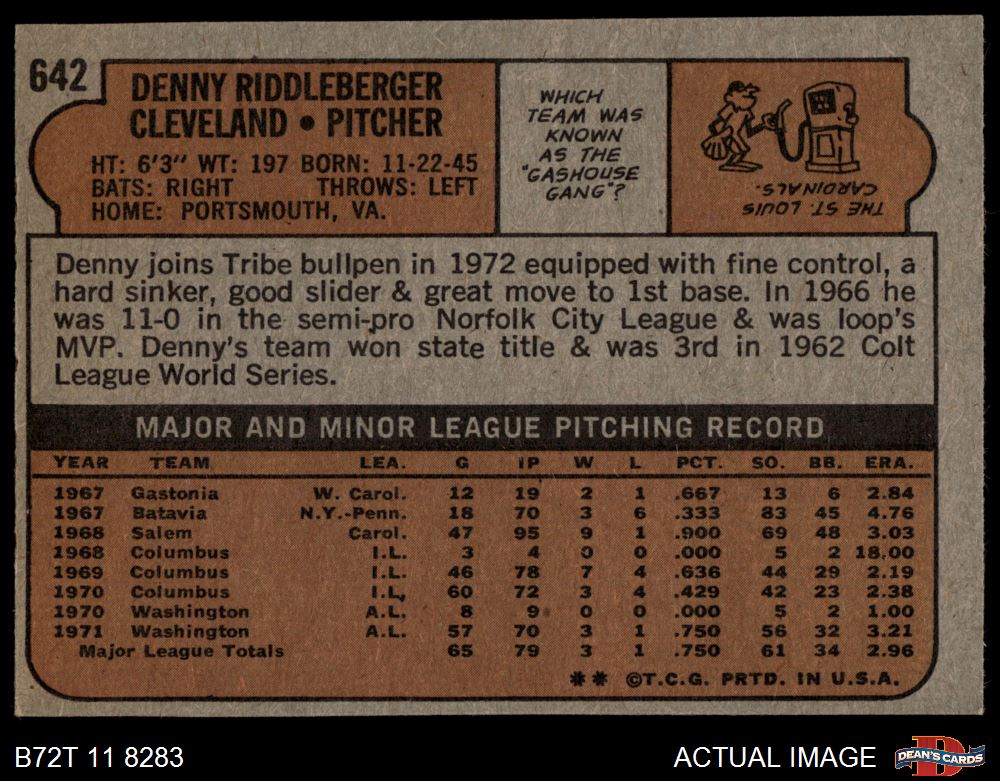 642
DENNY RIDDLEBERGER
CLEVELAND • PITCHER
HT: 6'3" WT: 197 BORN: 11-22-45
BATS: RIGHT THROWS: LEFT
HOME: PORTSMOUTH, VA.
WHICH
TEAM WAS
KNOWN
AS THE
"GASHOUSE
GANG"?
THE ST. LOUIS
CARDINALS.
Denny joins Tribe bullpen in 1972 equipped with fine control, a
hard sinker, good slider & great move to 1st base. In 1966 he
was 11-0 in the semi-pro Norfolk City League & was loop's
MVP. Denny's team won state title & was 3rd in 1962 Colt
League World Series.
MAJOR AND MINOR LEAGUE PITCHING RECORD
YEAR TEAM LEA. G IP W L PCT. SO. BB. ERA.
1967 Gastonia W. Carol. 12 19 2 1 .667 13 6 2.84
1967 Batavia N.Y.-Penn. 18 70 3 6 .333 83 45 4.76
1968 Salem Carol. 47 95 9 1 .900 69 48 3.03
1968 Columbus I.L. 3 4 0 0 .000 5 2 18.00
1969 Columbus I.L. 46 78 7 4 .636 44 29 2.19
1970 Columbus I.L. 60 72 3 4 .429 42 23 2.38
1970 Washington A.L. 8 9 0 0 .000 5 2 1.00
1971 Washington A.L. 57 70 3 1 .750 56 32 3.21
Major League Totals 65 79 3 1 .750 61 34 2.96
** ©T.C.G. PRTD. IN U.S.A.
B72T 11 8283
ACTUAL IMAGE
D
DEAN'S CARDS